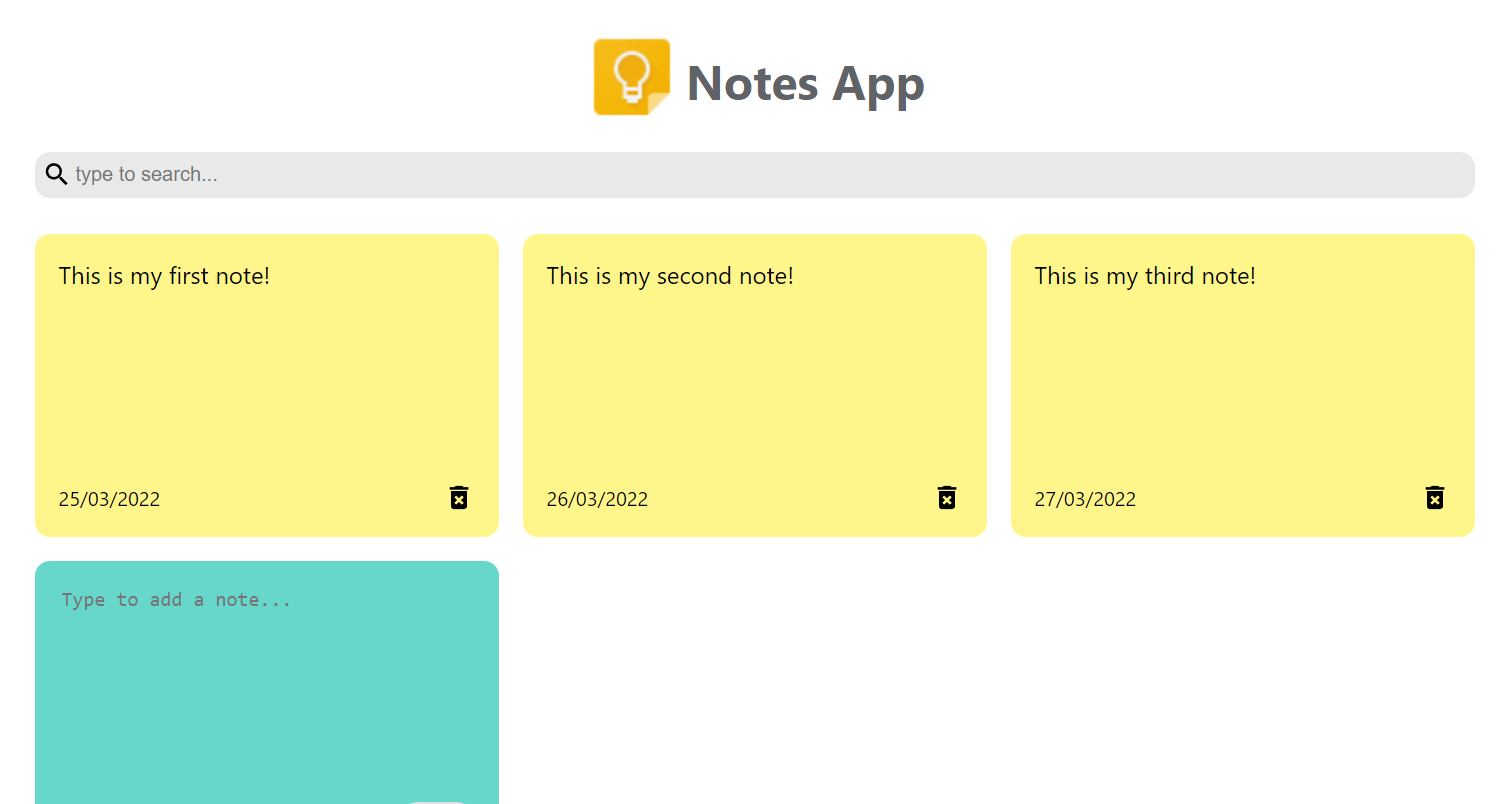 Notes App
type to search...
This is my first note!
This is my second note!
This is my third note!
25/03/2022
26/03/2022
27/03/2022
Type to add a note...